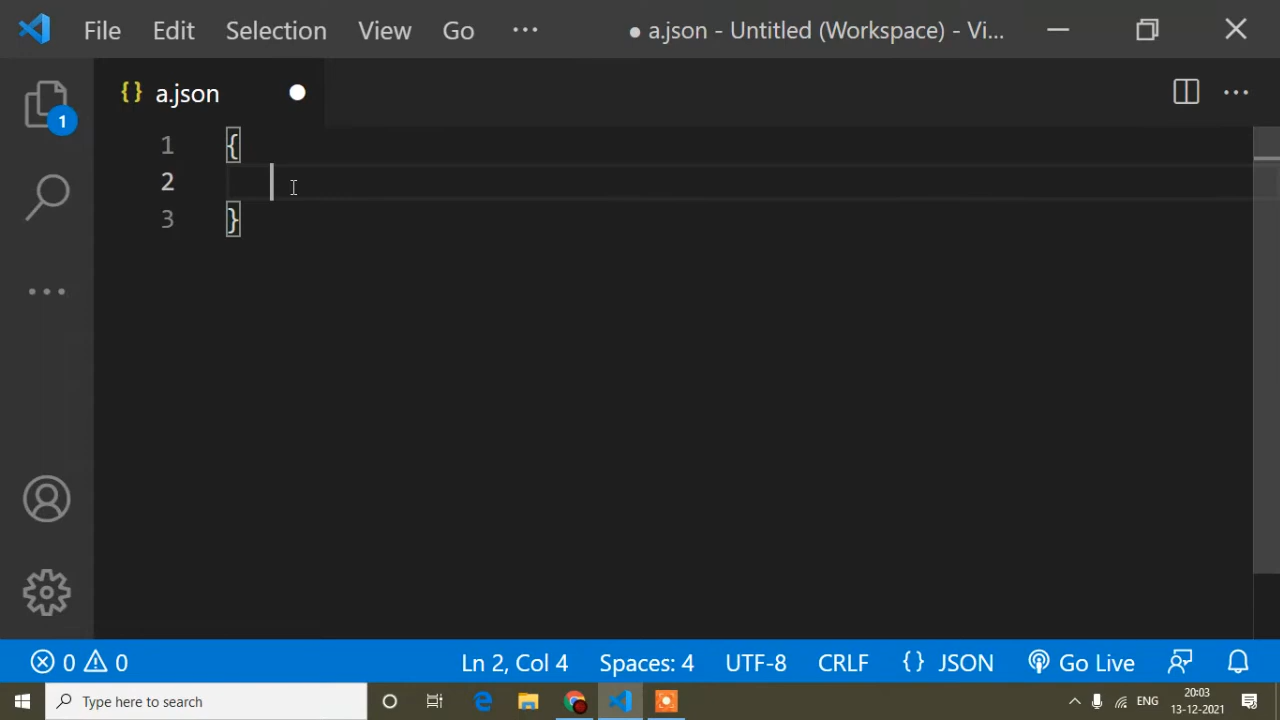 File Edit Selection View Go ··· ● a.json - Untitled (Workspace) - Vi...
{} a.json ●
1
1 {
2
3 }
0 0 Ln 2, Col 4 Spaces: 4 UTF-8 CRLF {} JSON Go Live
Type here to search ENG 20:03
13-12-2021